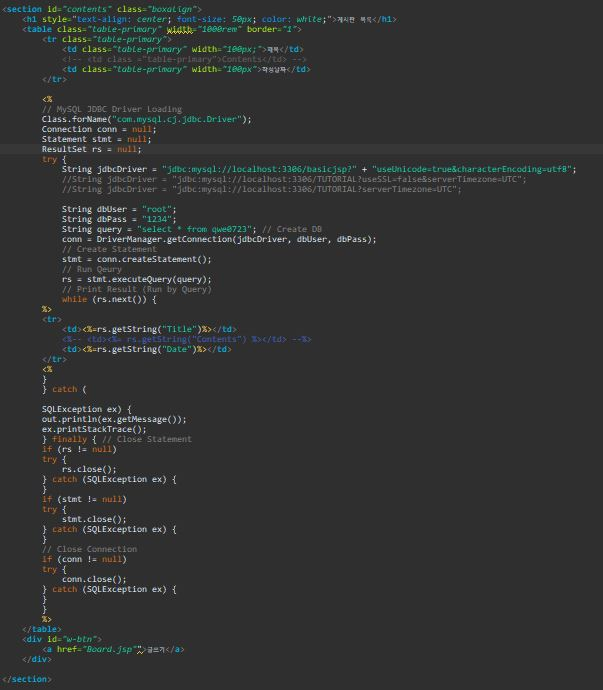 <section id="contents" class="boxalign">
<h1 style="text-align: center; font-size: 50px; color: white;">게시판 목록</h1>
<table class="table-primary" width="1000rem" border="1">
<tr class="table-primary">
<td class="table-primary" width="100px;">제목</td>
<!-- <td class ="table-primary">Contents</td> -->
<td class="table-primary" width="100px">작성날짜</td>
</tr>
<%
// MySQL JDBC Driver Loading
Class.forName("com.mysql.cj.jdbc.Driver");
Connection conn = null;
Statement stmt = null;
ResultSet rs = null;
try {
String jdbcDriver = "jdbc:mysql://localhost:3306/basicjsp?" + "useUnicode=true&characterEncoding=utf8";
//String jdbcDriver = "jdbc:mysql://localhost:3306/TUTORIAL?useSSL=false&serverTimezone=UTC";
//String jdbcDriver = "jdbc:mysql://localhost:3306/TUTORIAL?serverTimezone=UTC";
String dbUser = "root";
String dbPass = "1234";
String query = "select * from qwe0723"; // Create DB
conn = DriverManager.getConnection(jdbcDriver, dbUser, dbPass);
// Create Statement
stmt = conn.createStatement();
// Run Qeury
rs = stmt.executeQuery(query);
// Print Result (Run by Query)
while (rs.next()) {
%>
<tr>
<td><%=rs.getString("Title")%></td>
<%-- <td><%= rs.getString("Contents") %></td> --%>
<td><%=rs.getString("Date")%></td>
</tr>
<%
}
} catch (
SQLException ex) {
out.println(ex.getMessage());
ex.printStackTrace();
} finally { // Close Statement
if (rs != null)
try {
rs.close();
} catch (SQLException ex) {
}
if (stmt != null)
try {
stmt.close();
} catch (SQLException ex) {
}
// Close Connection
if (conn != null)
try {
conn.close();
} catch (SQLException ex) {
}
}
%>
</table>
<div id="w-btn">
<a href="Board.jsp"">글쓰기</a>
</div>
</section>